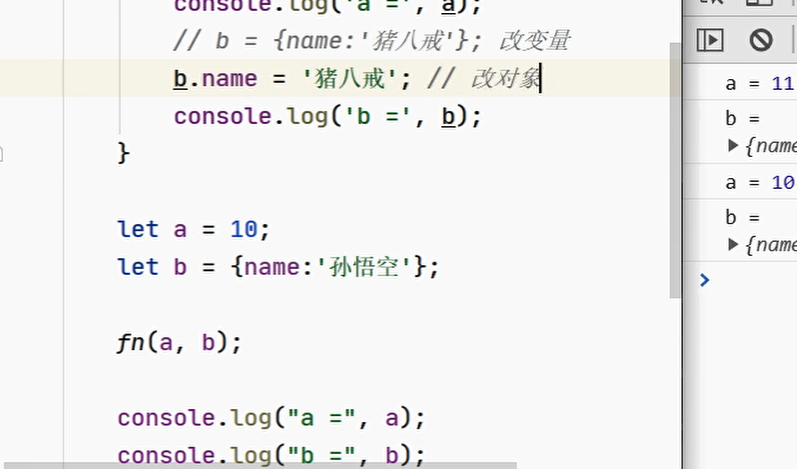 console.log('a =', a);
// b = {name:'猪八戒'}; 改变量
b.name = '猪八戒'; // 改对象
console.log('b =', b);
}
let a = 10;
let b = {name:'孙悟空'};
fn(a, b);
console.log("a =", a);
console.log("b =", b);
a = 11
b =
▶{name
a = 10
b =
▶{name
>